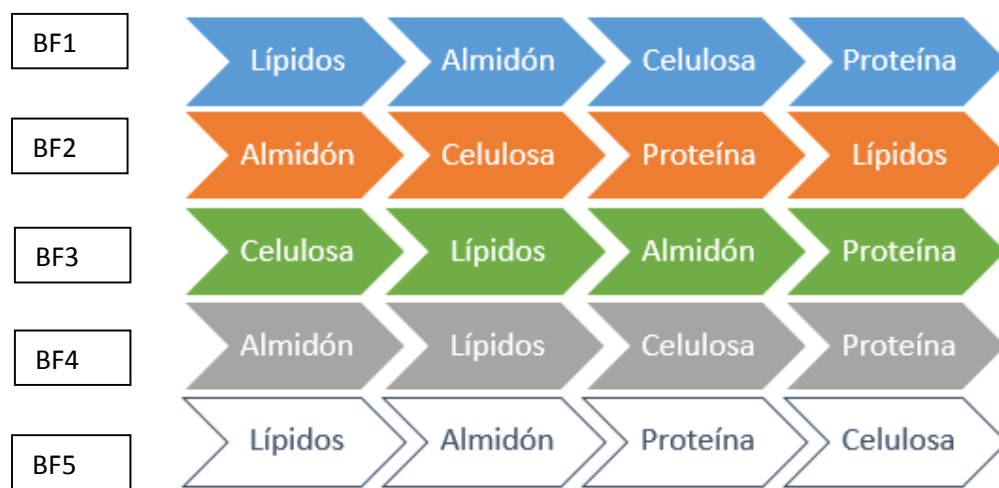 BF1 Lípidos Almidón Celulosa Proteína
BF2 Almidón Celulosa Proteína Lípidos
BF3 Celulosa Lípidos Almidón Proteína
BF4 Almidón Lípidos Celulosa Proteína
BF5 Lípidos Almidón Proteína Celulosa